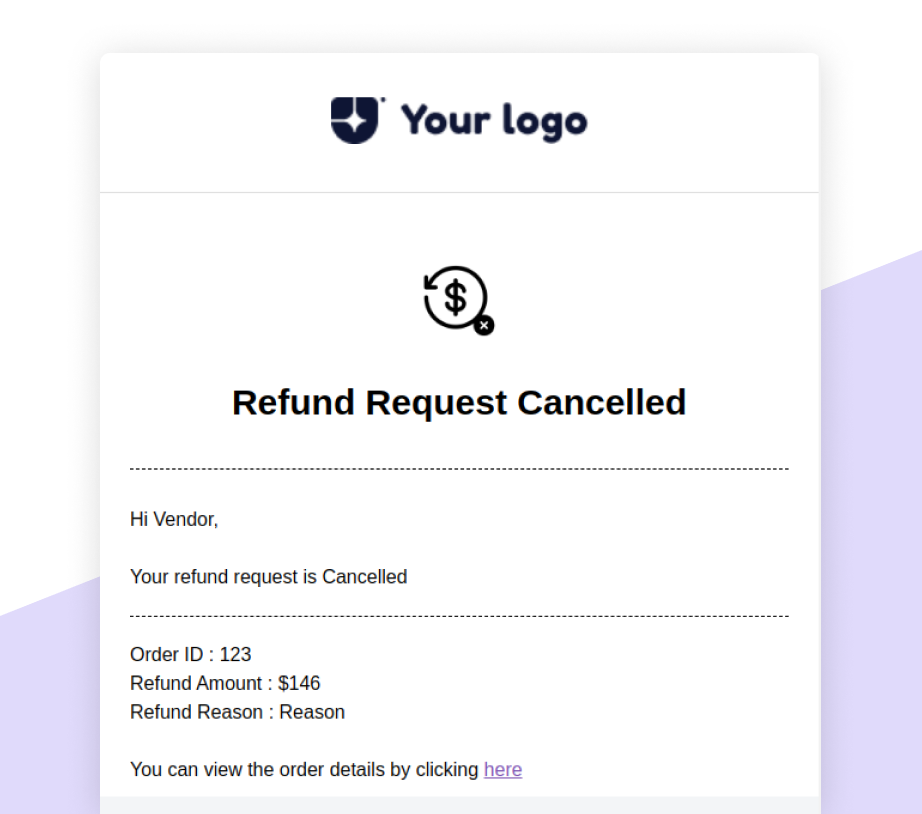 Your logo
$
Refund Request Cancelled
Hi Vendor,
Your refund request is Cancelled
Order ID : 123
Refund Amount : $146
Refund Reason : Reason
You can view the order details by clicking here